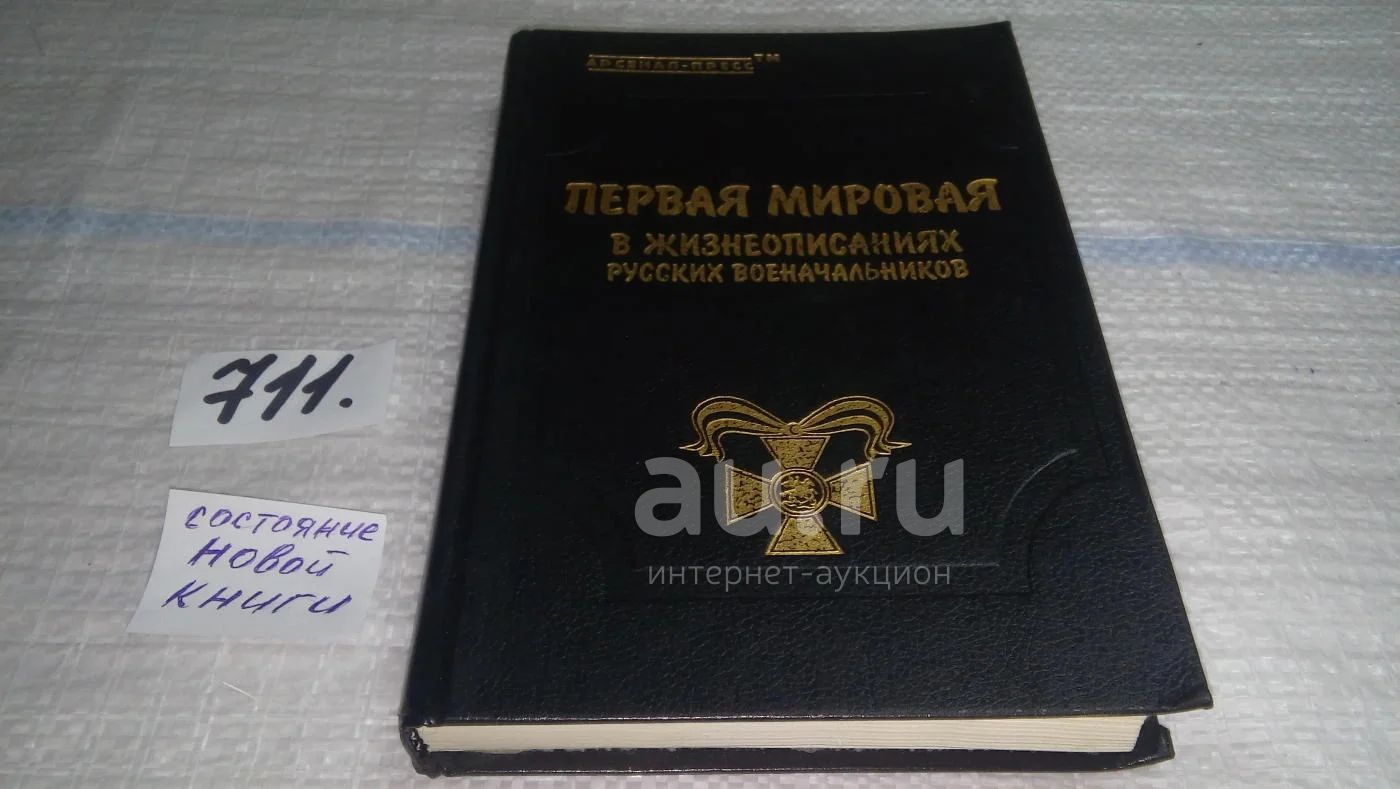 АРСЕНАЛ-ПРЕСС™
ПЕРВАЯ МИРОВАЯ
В ЖИЗНЕОПИСАНИЯХ
РУССКИХ ВОЕНАЧАЛЬНИКОВ
711.
состояние
новой
книги
au.ru
интернет-аукцион